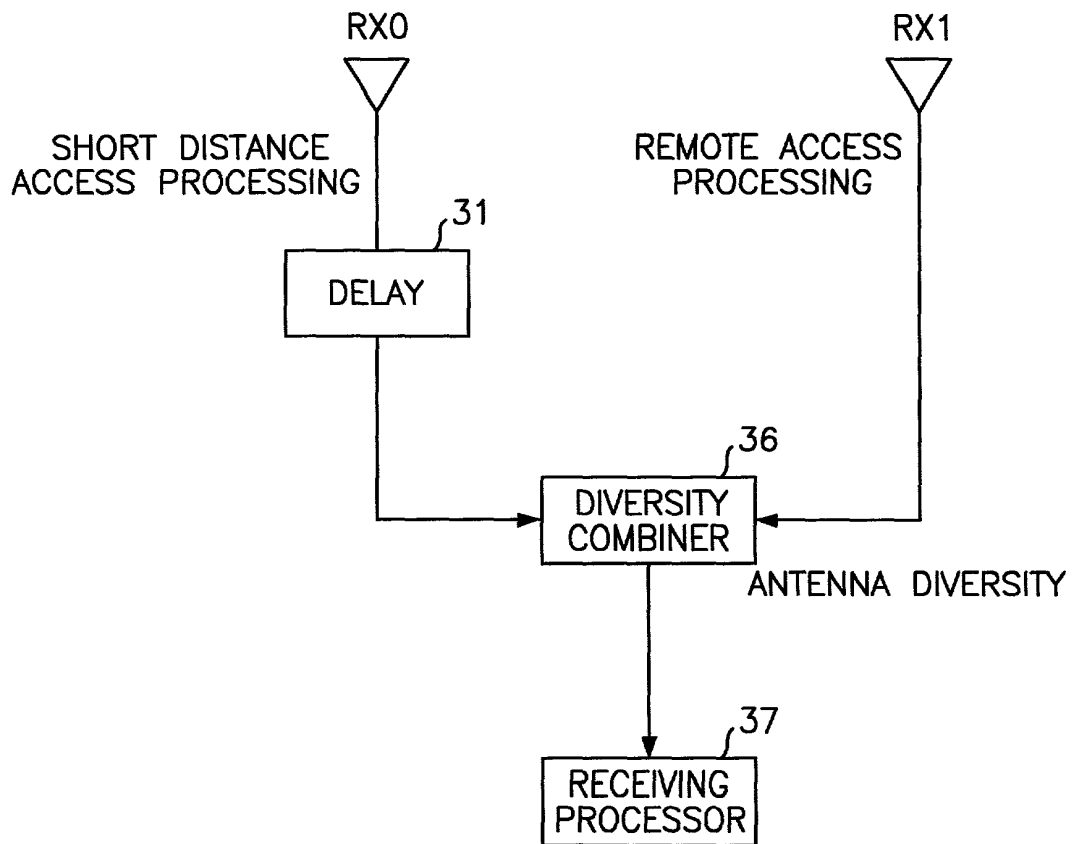 RX0
RX1
SHORT DISTANCE
ACCESS PROCESSING
REMOTE ACCESS
PROCESSING
31
DELAY
36
DIVERSITY
COMBINER
ANTENNA DIVERSITY
37
RECEIVING
PROCESSOR